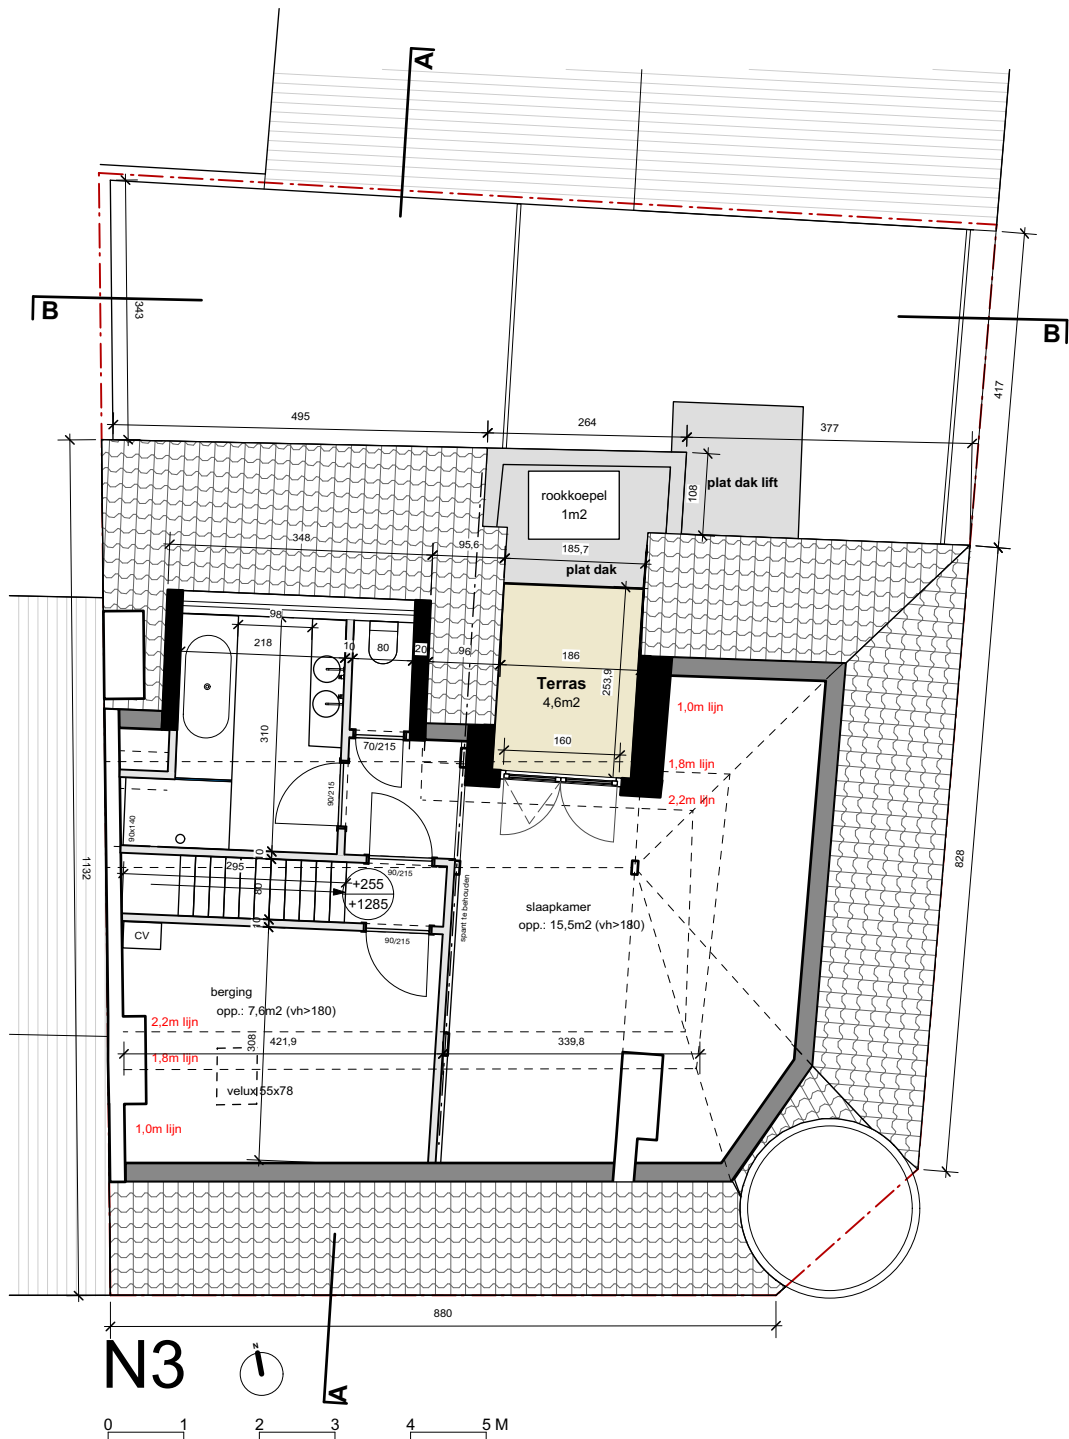 A
B
343
B
417
495
264
377
108
plat dak lift
rookkoepel
1m2
348
95,6
185,7
plat dak
98
218
10
80
20
96
186
Terras
4,6m2
253,9
310
1,0m lijn
160
70/215
1,8m lijn
2,2m lijn
90/215
90x140
10
295
80
90/215
+255
+1285
spant te behouden
1132
828
slaapkamer
opp.: 15,5m2 (vh>180)
10
CV
90/215
berging
opp.: 7,6m2 (vh>180)
2,2m lijn
308
421,9
339,8
1,8m lijn
velux 55x78
1,0m lijn
880
N3
N
A
0 1 2 3 4 5 M